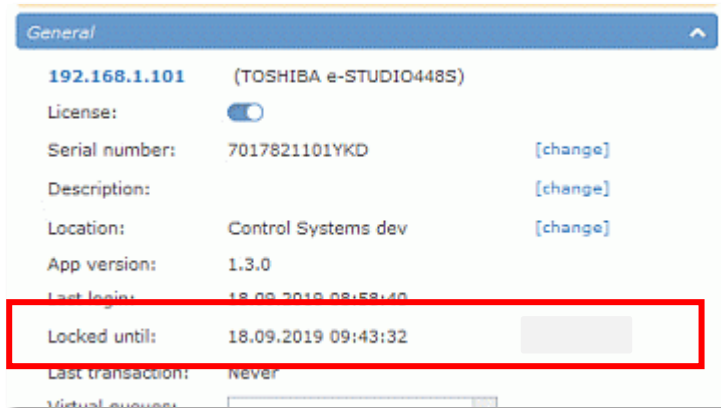 General
192.168.1.101 (TOSHIBA e-STUDIO448S)
License:
Serial number: 7017821101YKD [change]
Description: [change]
Location: Control Systems dev [change]
App version: 1.3.0
Last login: 18.09.2019 08:58:40
Locked until: 18.09.2019 09:43:32
Last transaction: Never
Virtual queues: